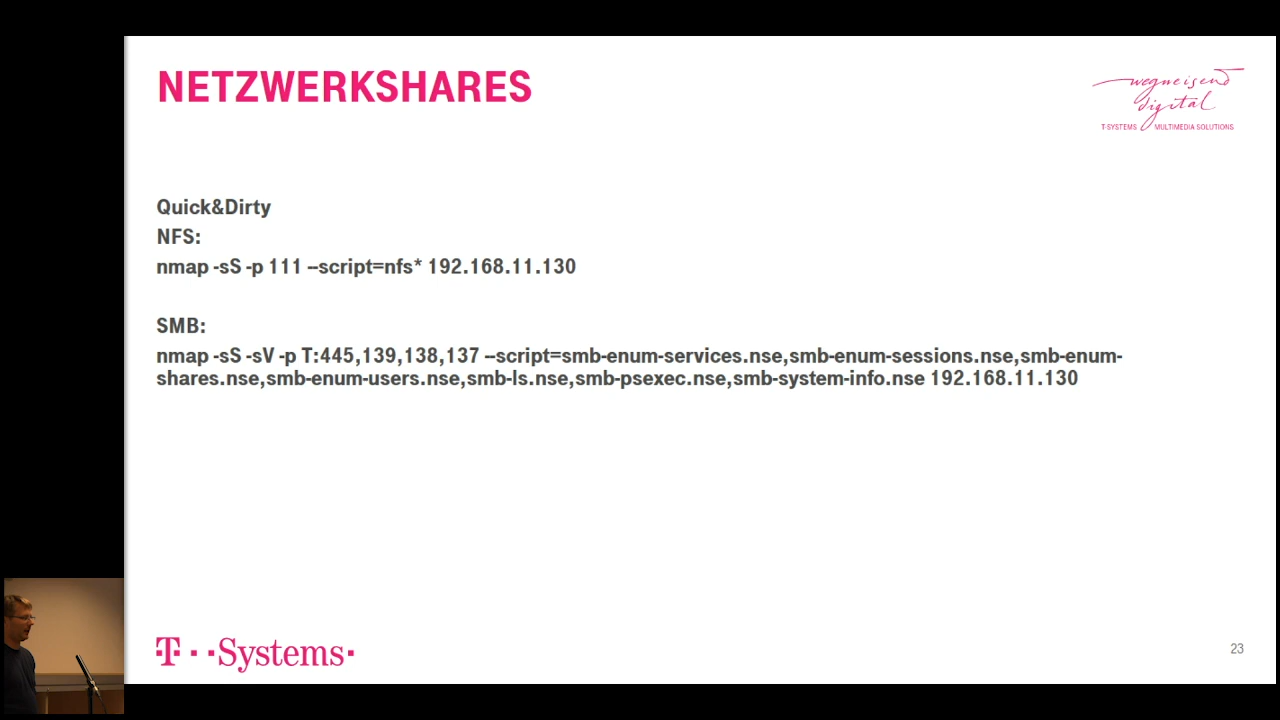 NETZWERKSHARES
wegweisend
digital
T-SYSTEMS MULTIMEDIA SOLUTIONS
Quick&Dirty
NFS:
nmap -sS -p 111 --script=nfs* 192.168.11.130
SMB:
nmap -sS -sV -p T:445,139,138,137 --script=smb-enum-services.nse,smb-enum-sessions.nse,smb-enum-
shares.nse,smb-enum-users.nse,smb-ls.nse,smb-psexec.nse,smb-system-info.nse 192.168.11.130
T··Systems·
23